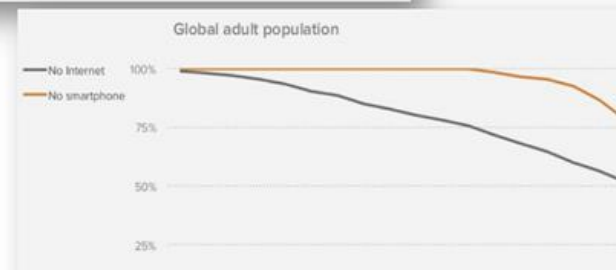 Global adult population
No Internet
100%
No smartphone
75%
50%
25%